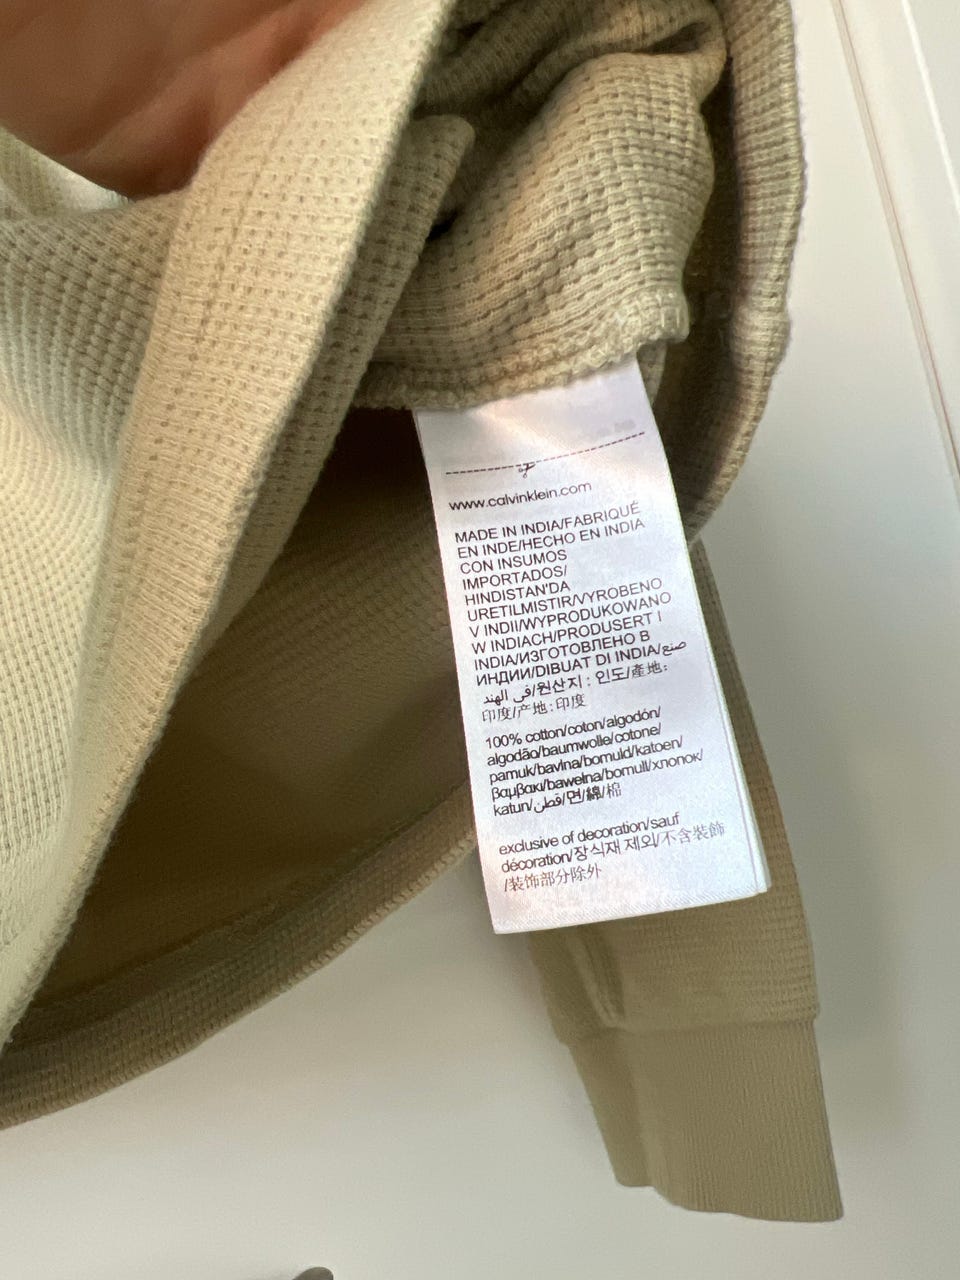 www.calvinklein.com
MADE IN INDIA/FABRIQUÉ
EN INDE/HECHO EN INDIA
CON INSUMOS
IMPORTADOS/
HINDISTAN'DA
URETILMISTIR/VYROBENO
V INDII/WYPRODUKOWANO
W INDIACH/PRODUSERT I
INDIA/ИЗГОТОВЛЕНО В
ИНДИИ/DIBUAT DI INDIA/صنع
في الهند/원산지 : 인도/產地:
印度/产地:印度
100% cotton/coton/algodón/
algodão/baumwolle/cotone/
pamuk/bavlna/bomuld/katoen/
βαμβακι/bawełna/bomull/хлопок/
katun/قطن/면/綿/棉
exclusive of decoration/sauf
décoration/장식재 제외/不含裝飾
/装饰部分除外